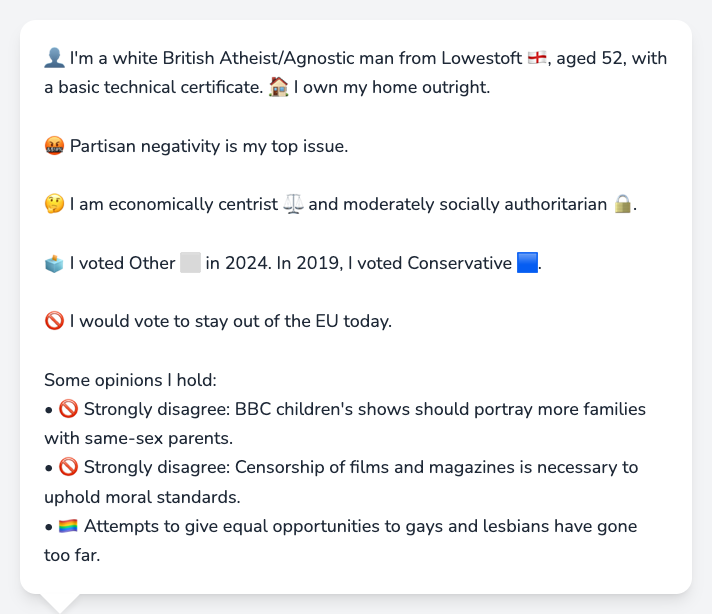 👤 I'm a white British Atheist/Agnostic man from Lowestoft 🏴󠁧󠁢󠁥󠁮󠁧󠁿, aged 52, with
a basic technical certificate. 🏠 I own my home outright.
🤬 Partisan negativity is my top issue.
🤔 I am economically centrist ⚖️ and moderately socially authoritarian 🔒.
🗳️ I voted Other ⬜ in 2024. In 2019, I voted Conservative 🟦.
🚫 I would vote to stay out of the EU today.
Some opinions I hold:
• 🚫 Strongly disagree: BBC children's shows should portray more families
with same-sex parents.
• 🚫 Strongly disagree: Censorship of films and magazines is necessary to
uphold moral standards.
• 🏳️‍🌈 Attempts to give equal opportunities to gays and lesbians have gone
too far.